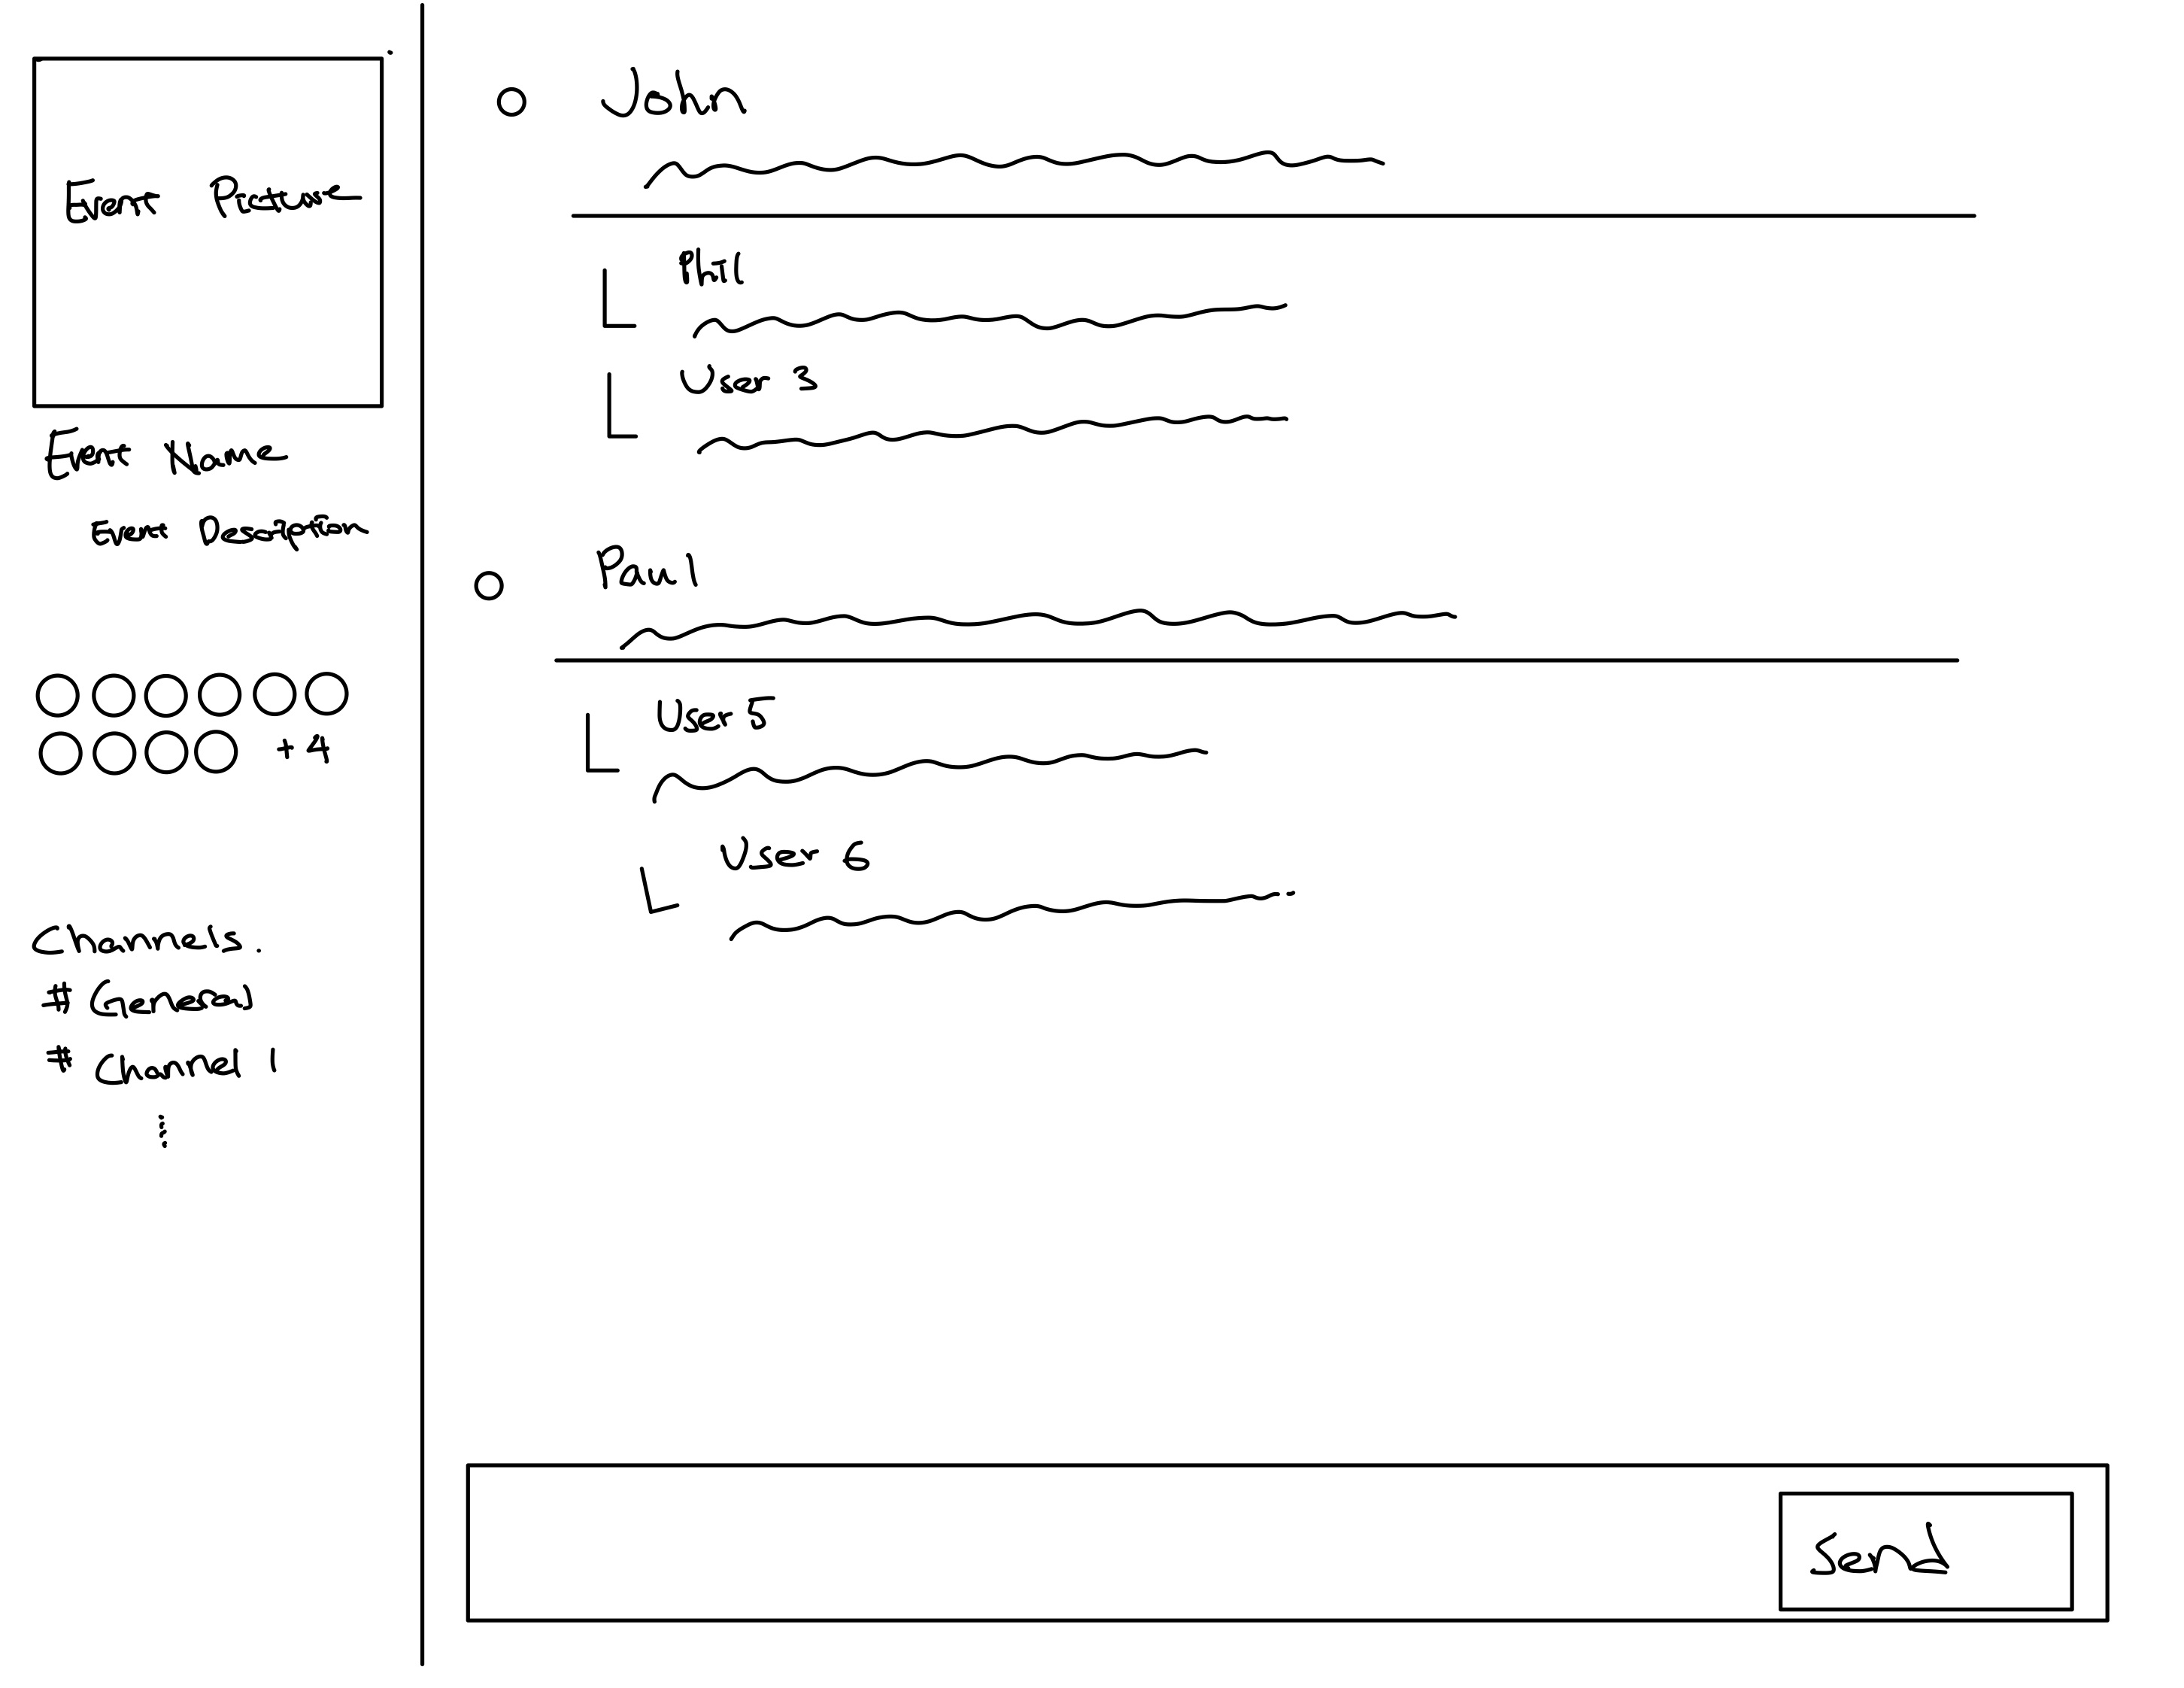 Event Picture
Event Name
Event Description
+4
Channels.
# General
# Channel 1
John
Phil
User 3
Paul
User 5
User 6
Send